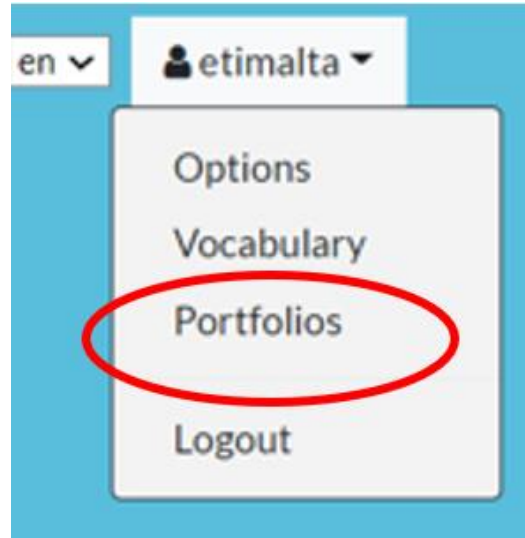 en etimalta
Options
Vocabulary
Portfolios
Logout